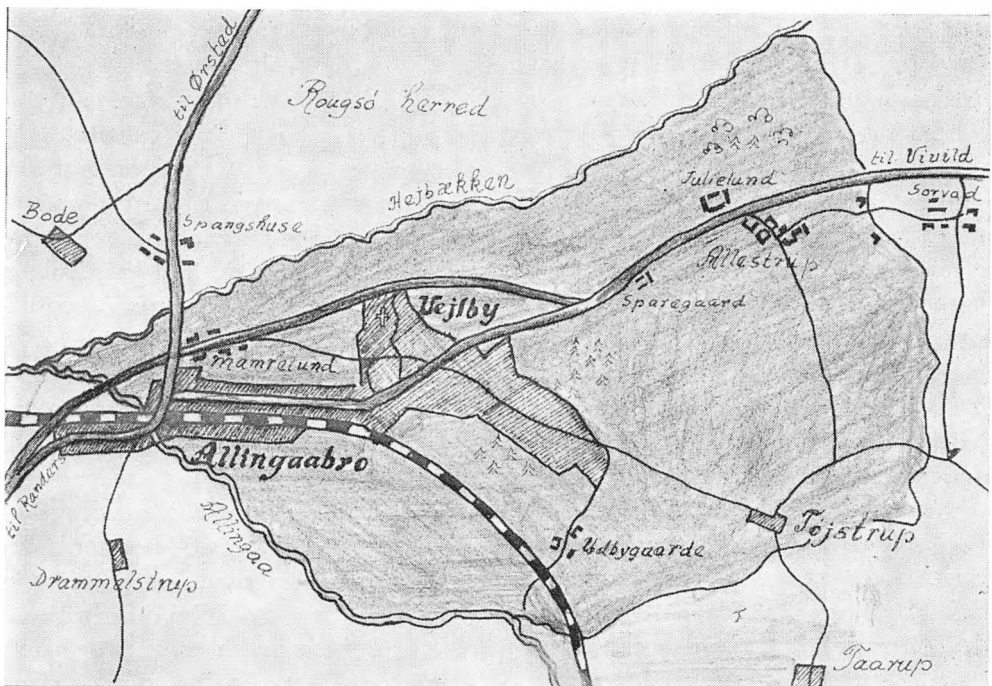 til Ørstad
Rougsø herred
Hejbækken
til Vivild
Julielund
Sorvad
Bode
Spangshuse
Allestrup
Sparegaard
Vejlby
Mamrelund
Allingaabro
til Randers
Allingaa
Udbygaarde
Tøjstrup
Drammelstrup
Taarup